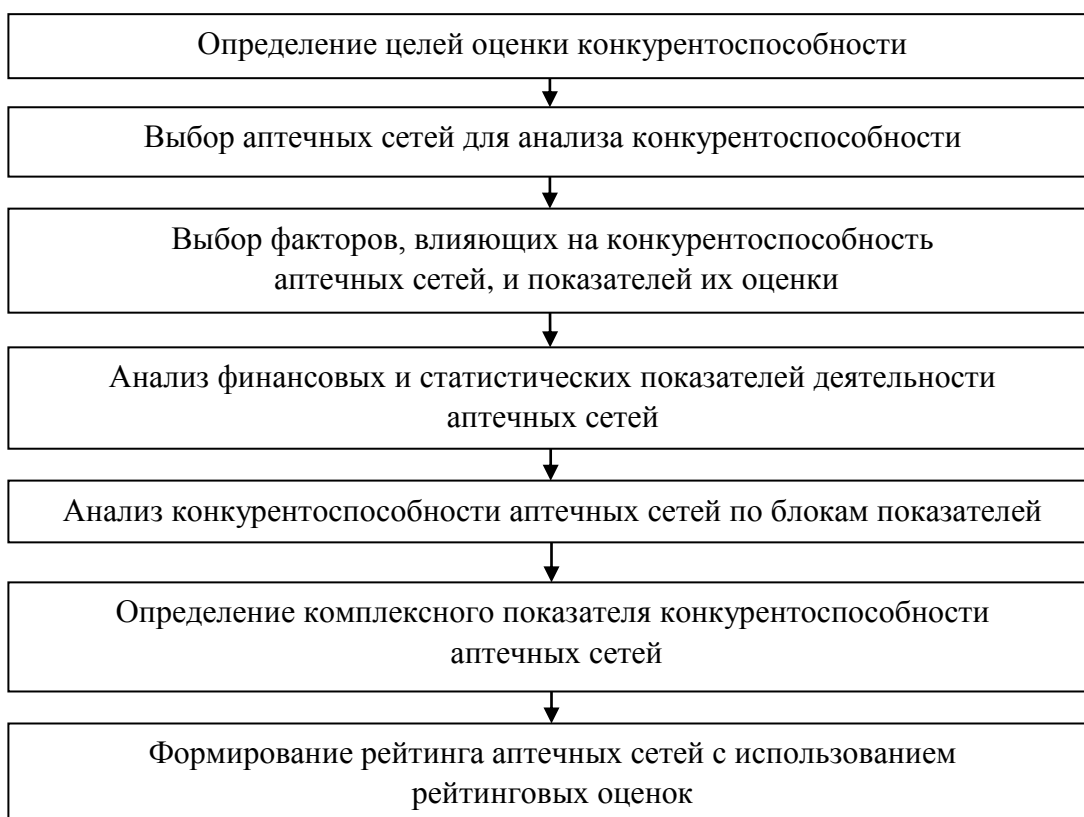 Определение целей оценки конкурентоспособности
Выбор аптечных сетей для анализа конкурентоспособности
Выбор факторов, влияющих на конкурентоспособность
аптечных сетей, и показателей их оценки
Анализ финансовых и статистических показателей деятельности
аптечных сетей
Анализ конкурентоспособности аптечных сетей по блокам показателей
Определение комплексного показателя конкурентоспособности
аптечных сетей
Формирование рейтинга аптечных сетей с использованием
рейтинговых оценок